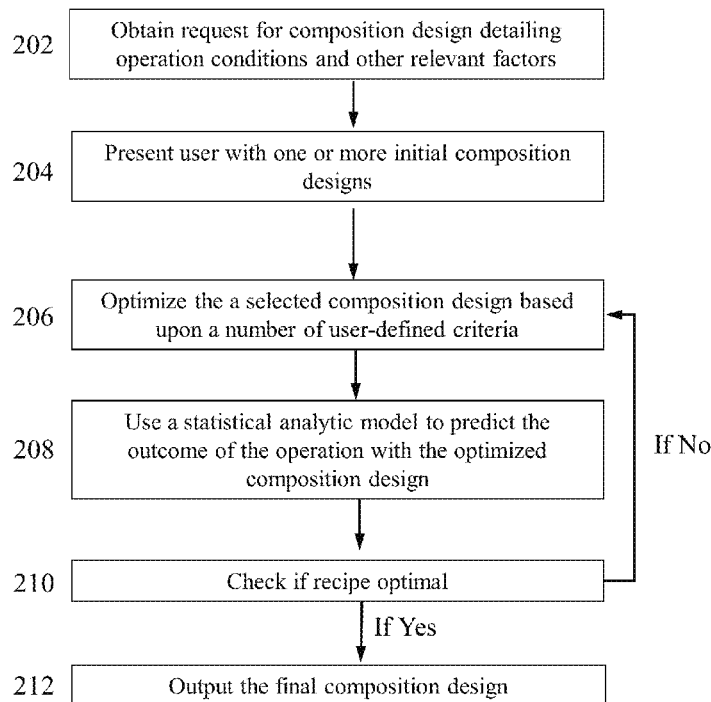 202
Obtain request for composition design detailing
operation conditions and other relevant factors
204
Present user with one or more initial composition
designs
206
Optimize the a selected composition design based
upon a number of user-defined criteria
208
Use a statistical analytic model to predict the
outcome of the operation with the optimized
composition design
If No
210
Check if recipe optimal
If Yes
212
Output the final composition design